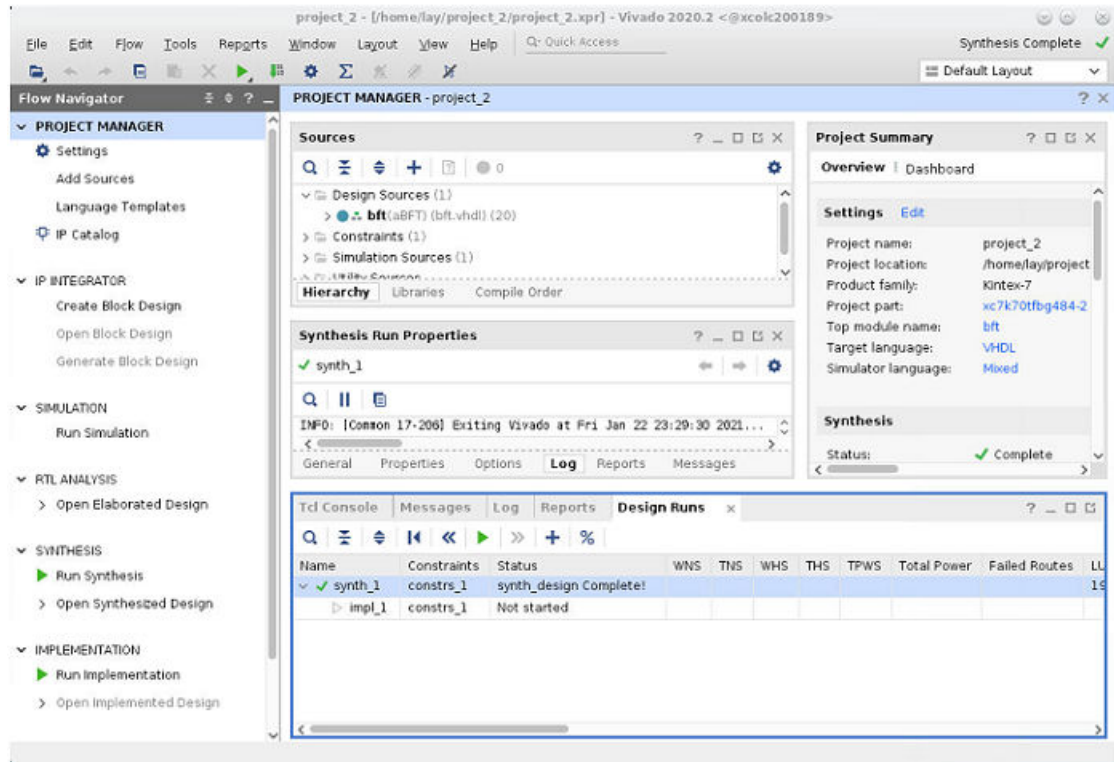 project_2 - [/home/lay/project_2/project_2.xpr] - Vivado 2020.2 <@xcolc200189>
File Edit Flow Tools Reports Window Layout View Help Q- Quick Access
Synthesis Complete
Default Layout
Flow Navigator
PROJECT MANAGER
Settings
Add Sources
Language Templates
IP Catalog
IP INTEGRATOR
Create Block Design
Open Block Design
Generate Block Design
SIMULATION
Run Simulation
RTL ANALYSIS
Open Elaborated Design
SYNTHESIS
Run Synthesis
Open Synthesized Design
IMPLEMENTATION
Run Implementation
Open Implemented Design
PROJECT MANAGER - project_2
Sources
0
Design Sources (1)
bft(aBFT) (bft.vhdl) (20)
Constraints (1)
Simulation Sources (1)
Utility Sources
Hierarchy Libraries Compile Order
Synthesis Run Properties
synth_1
INFO: [Common 17-206] Exiting Vivado at Fri Jan 22 23:29:30 2021...
General Properties Options Log Reports Messages
Project Summary
Overview | Dashboard
Settings Edit
Project name: project_2
Project location: /home/lay/project
Product family: Kintex-7
Project part: xc7k70tfbg484-2
Top module name: bft
Target language: VHDL
Simulator language: Mixed
Synthesis
Status: Complete
Tcl Console Messages Log Reports Design Runs
Name Constraints Status WNS TNS WHS THS TPWS Total Power Failed Routes LU
synth_1 constrs_1 synth_design Complete! 19
impl_1 constrs_1 Not started